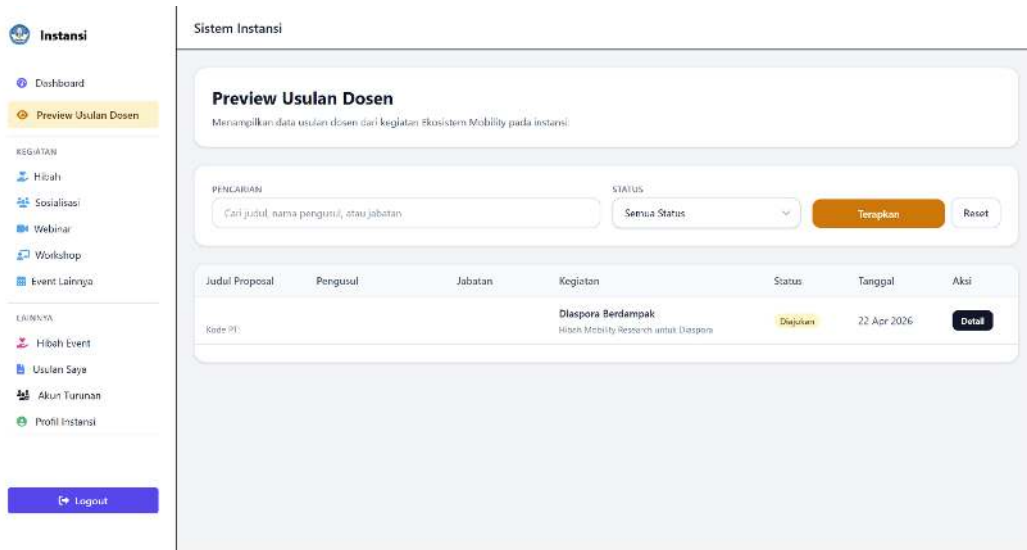 Instansi
Sistem Instansi
Dashboard
Preview Usulan Dosen
KEGIATAN
Hibah
Sosialisasi
Webinar
Workshop
Event Lainnya
LAINNYA
Hibah Event
Usulan Saya
Akun Turunan
Profil Instansi
Logout
Preview Usulan Dosen
Menampilkan data usulan dosen dari kegiatan Ekosistem Mobility pada instansi.
PENCARIAN
Cari judul, nama pengusul, atau jabatan
STATUS
Semua Status
Terapkan
Reset
Judul Proposal Pengusul Jabatan Kegiatan Status Tanggal Aksi
Kode PT:
Diaspora Berdampak
Hibah Mobility Research untuk Diaspora
Diajukan
22 Apr 2026
Detail